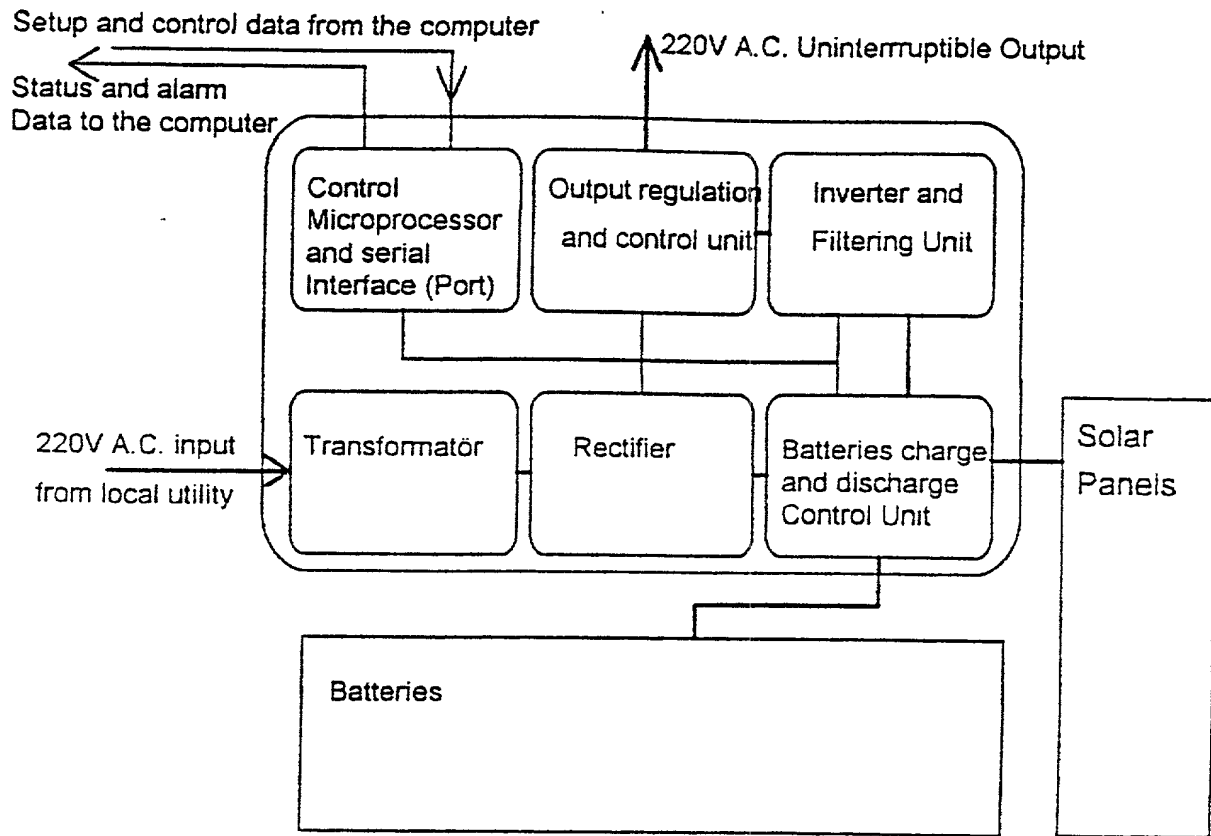 Setup and control data from the computer
Status and alarm
Data to the computer
220V A.C. Uninterrruptible Output
Control
Microprocessor
and serial
Interface (Port)
Output regulation
and control unit
Inverter and
Filtering Unit
220V A.C. input
from local utility
Transformatör
Rectifier
Batteries charge
and discharge
Control Unit
Solar
Panels
Batteries